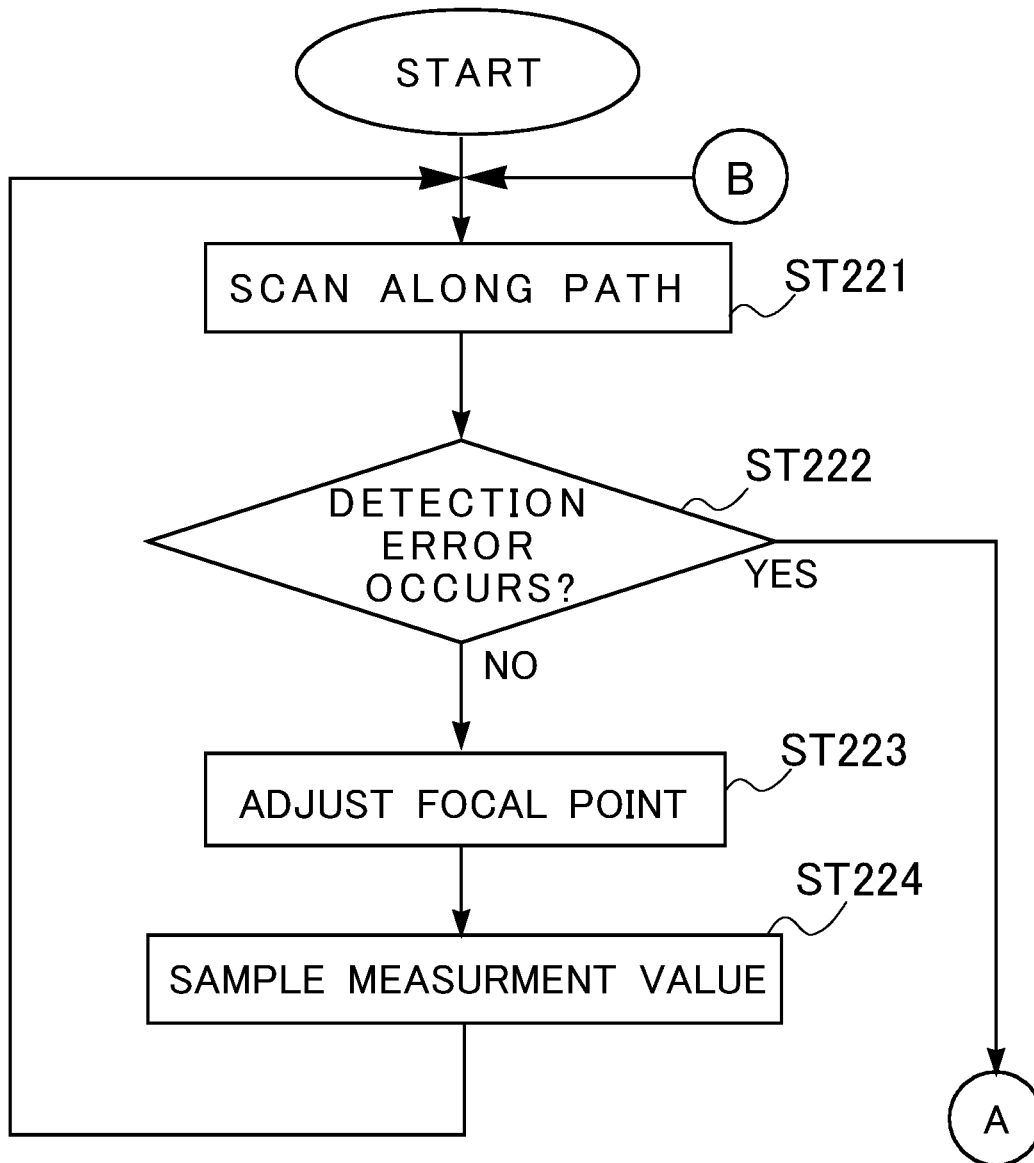 START
B
SCAN ALONG PATH
ST221
ST222
DETECTION
ERROR
OCCURS?
YES
NO
ST223
ADJUST FOCAL POINT
ST224
SAMPLE MEASURMENT VALUE
A